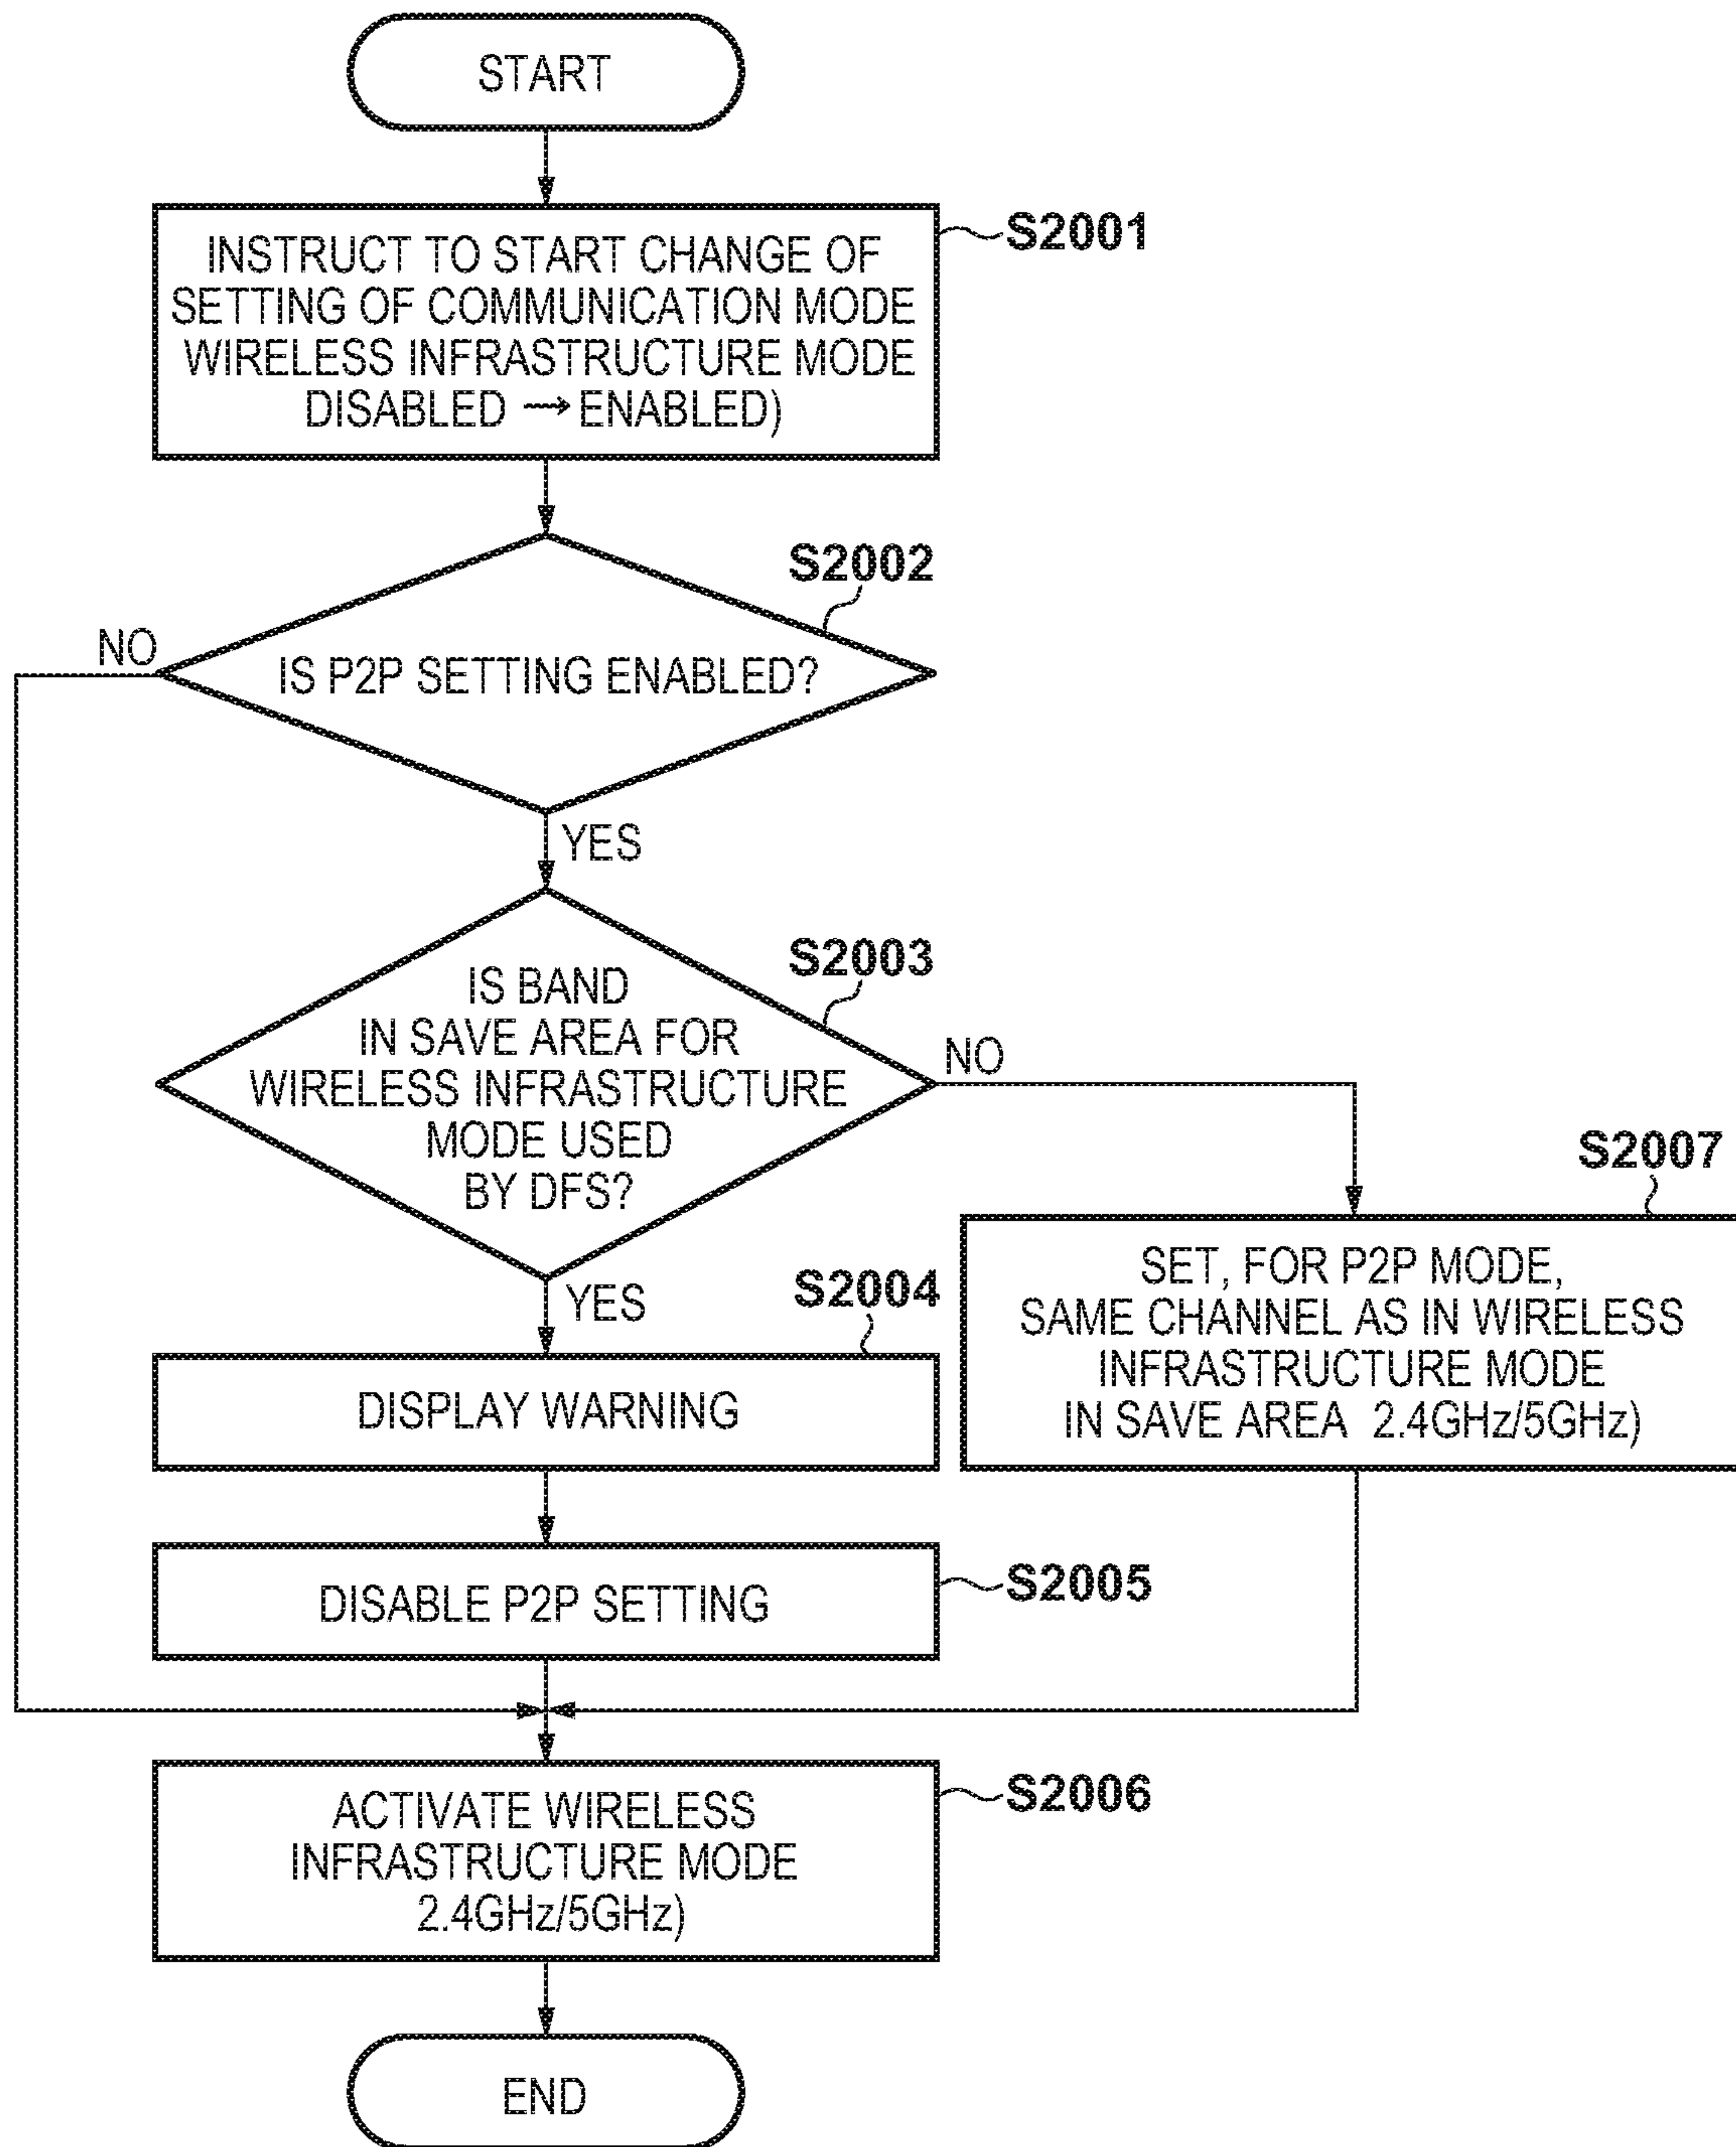 START
S2001
INSTRUCT TO START CHANGE OF
SETTING OF COMMUNICATION MODE
WIRELESS INFRASTRUCTURE MODE
DISABLED → ENABLED)
S2002
NO
IS P2P SETTING ENABLED?
YES
S2003
IS BAND
IN SAVE AREA FOR
WIRELESS INFRASTRUCTURE
MODE USED
BY DFS?
NO
YES
S2007
SET, FOR P2P MODE,
SAME CHANNEL AS IN WIRELESS
INFRASTRUCTURE MODE
IN SAVE AREA 2.4GHz/5GHz)
S2004
DISPLAY WARNING
DISABLE P2P SETTING
S2005
ACTIVATE WIRELESS
INFRASTRUCTURE MODE
2.4GHz/5GHz)
S2006
END